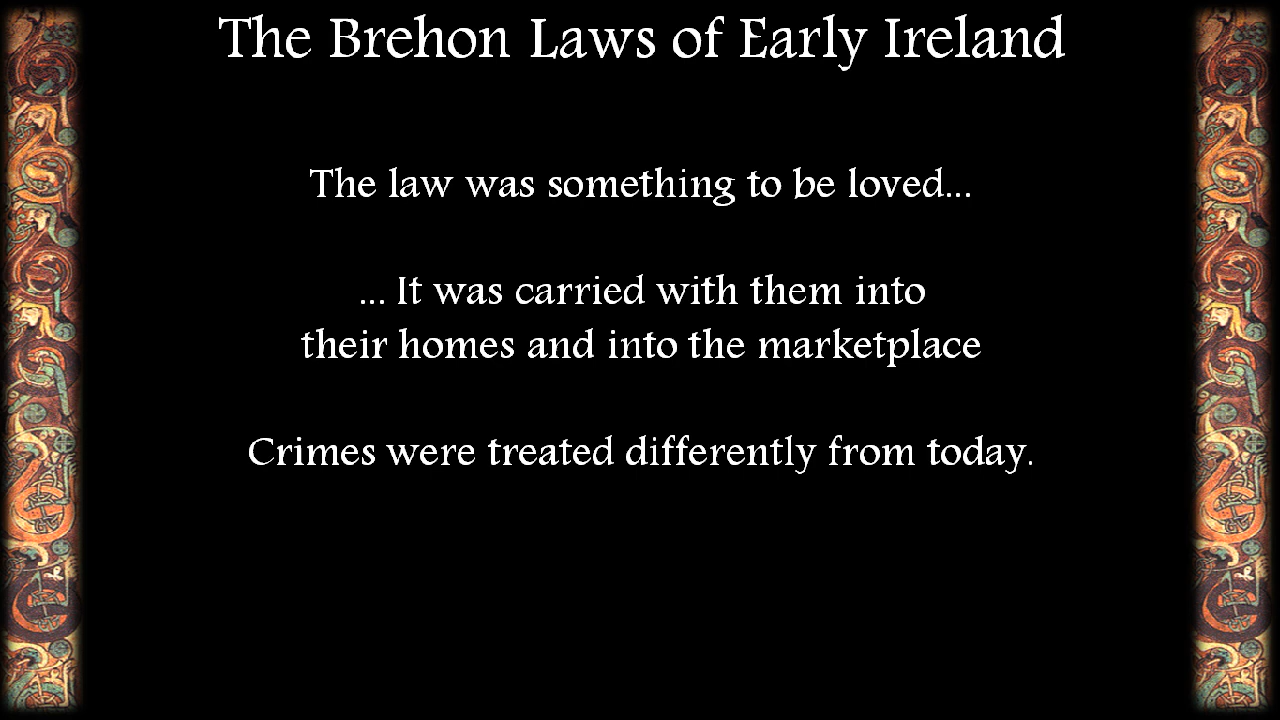 The Brehon Laws of Early Ireland
The law was something to be loved...
... It was carried with them into
their homes and into the marketplace
Crimes were treated differently from today.